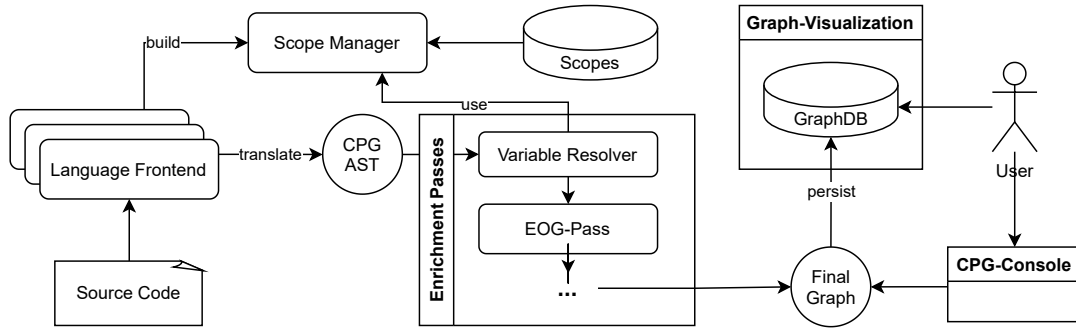 build
Scope Manager
Scopes
Graph-Visualization
GraphDB
use
Language Frontend
translate
CPG
AST
Enrichment Passes
Variable Resolver
EOG-Pass
...
Source Code
persist
User
Final
Graph
CPG-Console